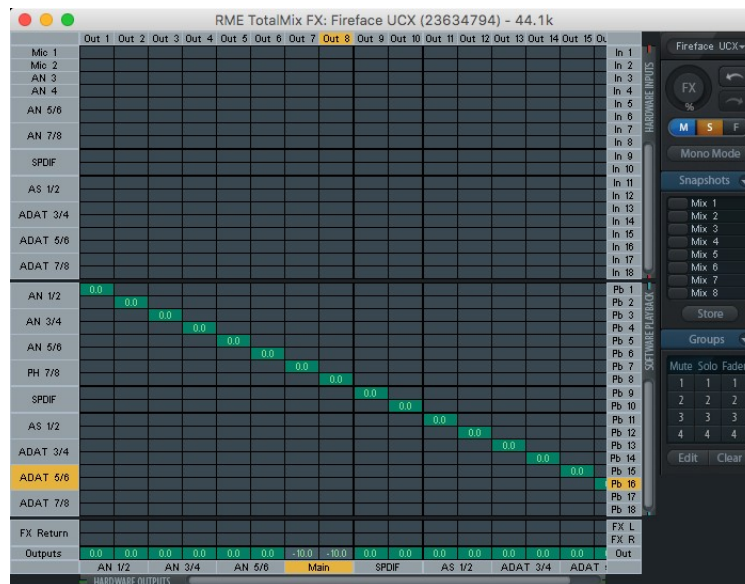 RME TotalMix FX: Fireface UCX (23634794) - 44.1k
Out 1 Out 2 Out 3 Out 4 Out 5 Out 6 Out 7 Out 8 Out 9 Out 10 Out 11 Out 12 Out 13 Out 14 Out 15 Ou
Fireface UCX
Mic 1 In 1
Mic 2 In 2
AN 3 In 3
AN 4 In 4
AN 5/6 In 5
In 6
AN 7/8 In 7
In 8
SPDIF In 9
In 10
AS 1/2 In 11
In 12
ADAT 3/4 In 13
In 14
ADAT 5/6 In 15
In 16
ADAT 7/8 In 17
In 18
HARDWARE INPUTS
AN 1/2 0.0 Pb 1
0.0 Pb 2
AN 3/4 0.0 Pb 3
0.0 Pb 4
AN 5/6 0.0 Pb 5
0.0 Pb 6
PH 7/8 0.0 Pb 7
0.0 Pb 8
SPDIF 0.0 Pb 9
0.0 Pb 10
AS 1/2 0.0 Pb 11
0.0 Pb 12
ADAT 3/4 0.0 Pb 13
0.0 Pb 14
ADAT 5/6 0.0 Pb 15
Pb 16
ADAT 7/8 Pb 17
Pb 18
SOFTWARE PLAYBACK
FX Return FX L
FX R
Outputs 0.0 0.0 0.0 0.0 0.0 0.0 -10.0 -10.0 0.0 0.0 0.0 0.0 0.0 0.0 0.0 Out
AN 1/2 AN 3/4 AN 5/6 Main SPDIF AS 1/2 ADAT 3/4 ADAT
HARDWARE OUTPUTS
FX
%
M S F
Mono Mode
Snapshots
Mix 1
Mix 2
Mix 3
Mix 4
Mix 5
Mix 6
Mix 7
Mix 8
Store
Groups
Mute Solo Fader
1 1 1
2 2 2
3 3 3
4 4 4
Edit Clear